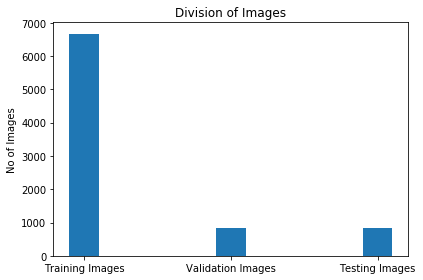 Division of Images
No of Images
7000
6000
5000
4000
3000
2000
1000
0
Training Images
Validation Images
Testing Images